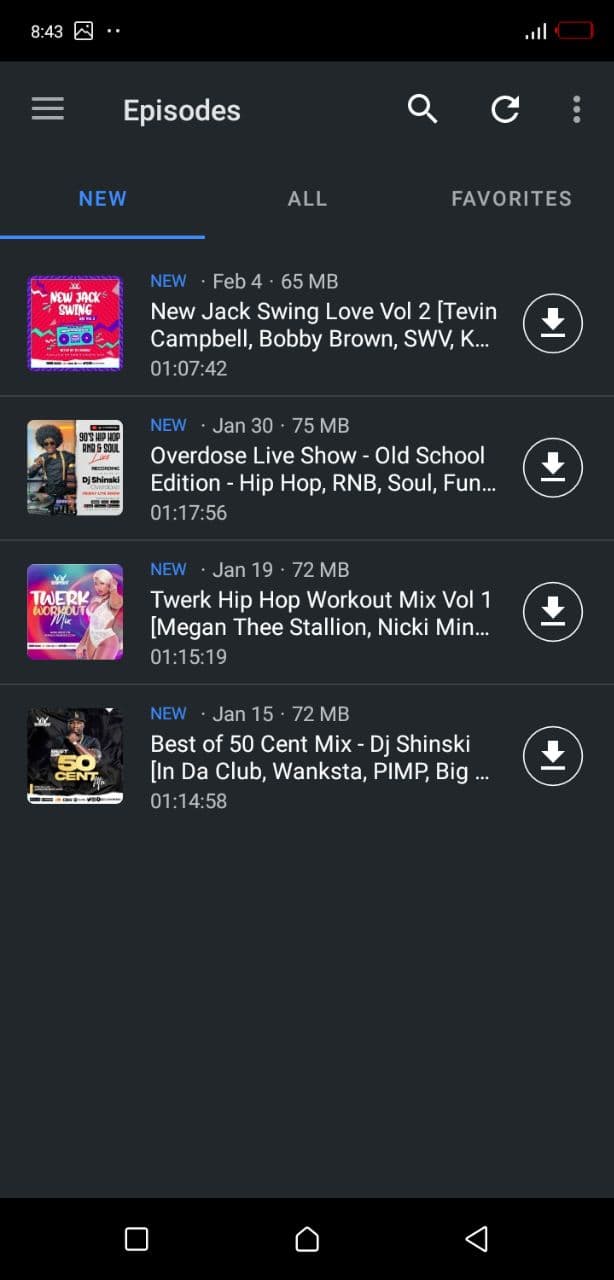 8:43
Episodes
NEW
ALL
FAVORITES
NEW · Feb 4 · 65 MB
New Jack Swing Love Vol 2 [Tevin
Campbell, Bobby Brown, SWV, K...
01:07:42
NEW JACK
SWING
NEW · Jan 30 · 75 MB
Overdose Live Show - Old School
Edition - Hip Hop, RNB, Soul, Fun...
01:17:56
90'S HIP HOP
RNB & SOUL
Live
RECORDING
Dj Shinski
NEW · Jan 19 · 72 MB
Twerk Hip Hop Workout Mix Vol 1
[Megan Thee Stallion, Nicki Min...
01:15:19
TWERK
WORKOUT
Mix
NEW · Jan 15 · 72 MB
Best of 50 Cent Mix - Dj Shinski
[In Da Club, Wanksta, PIMP, Big ...
01:14:58
BEST
50
CENT
Mix